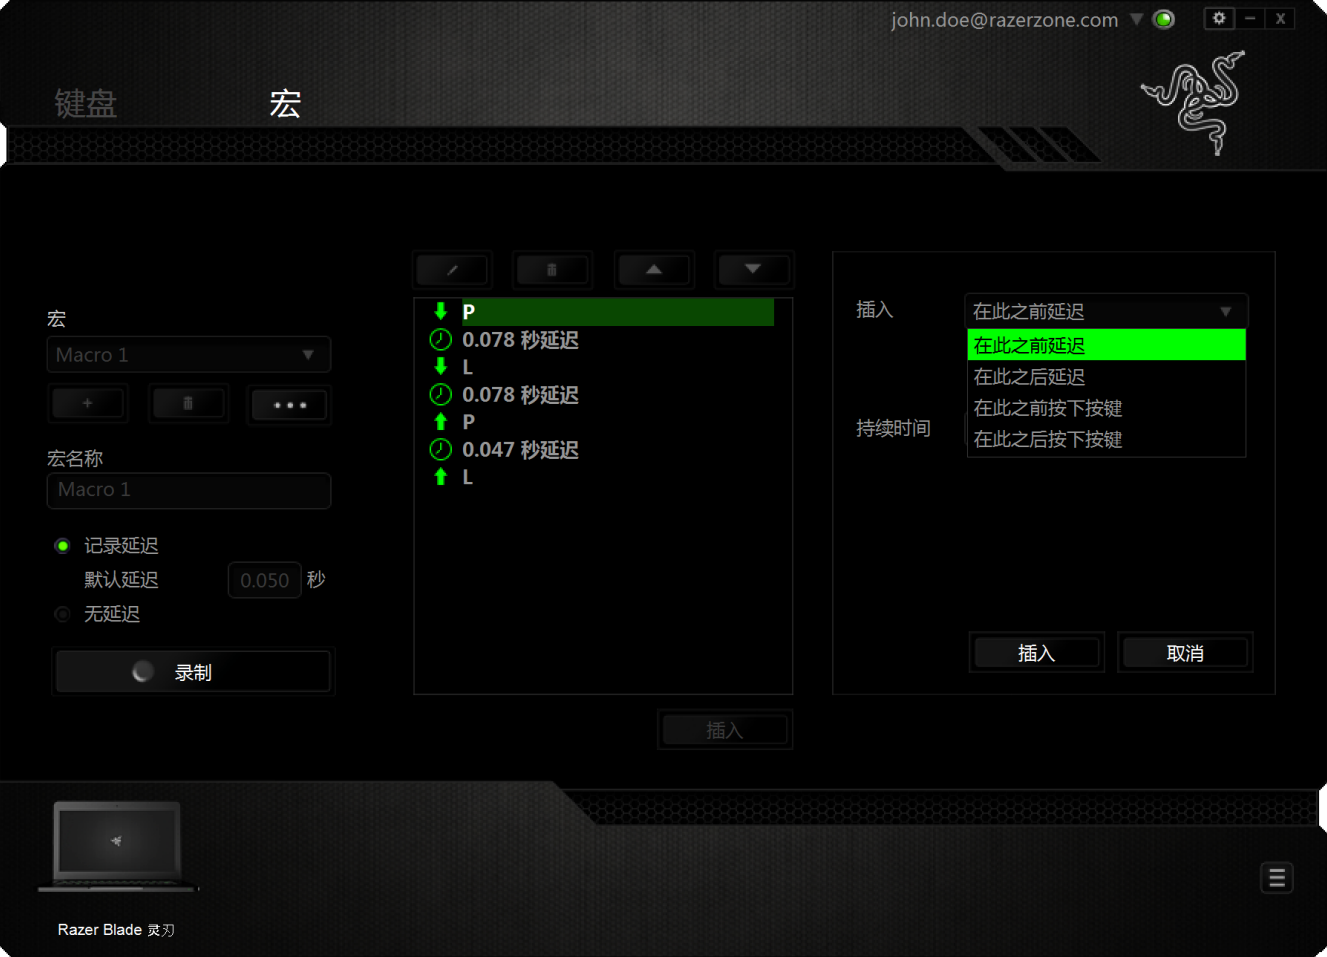 john.doe@razerzone.com
键盘
宏
宏
Macro 1
宏名称
Macro 1
记录延迟
默认延迟 0.050 秒
无延迟
录制
P
0.078 秒延迟
L
0.078 秒延迟
P
0.047 秒延迟
L
插入
插入 在此之前延迟
在此之前延迟
在此之后延迟
在此之前按下按键
在此之后按下按键
持续时间
插入
取消
Razer Blade 灵刃